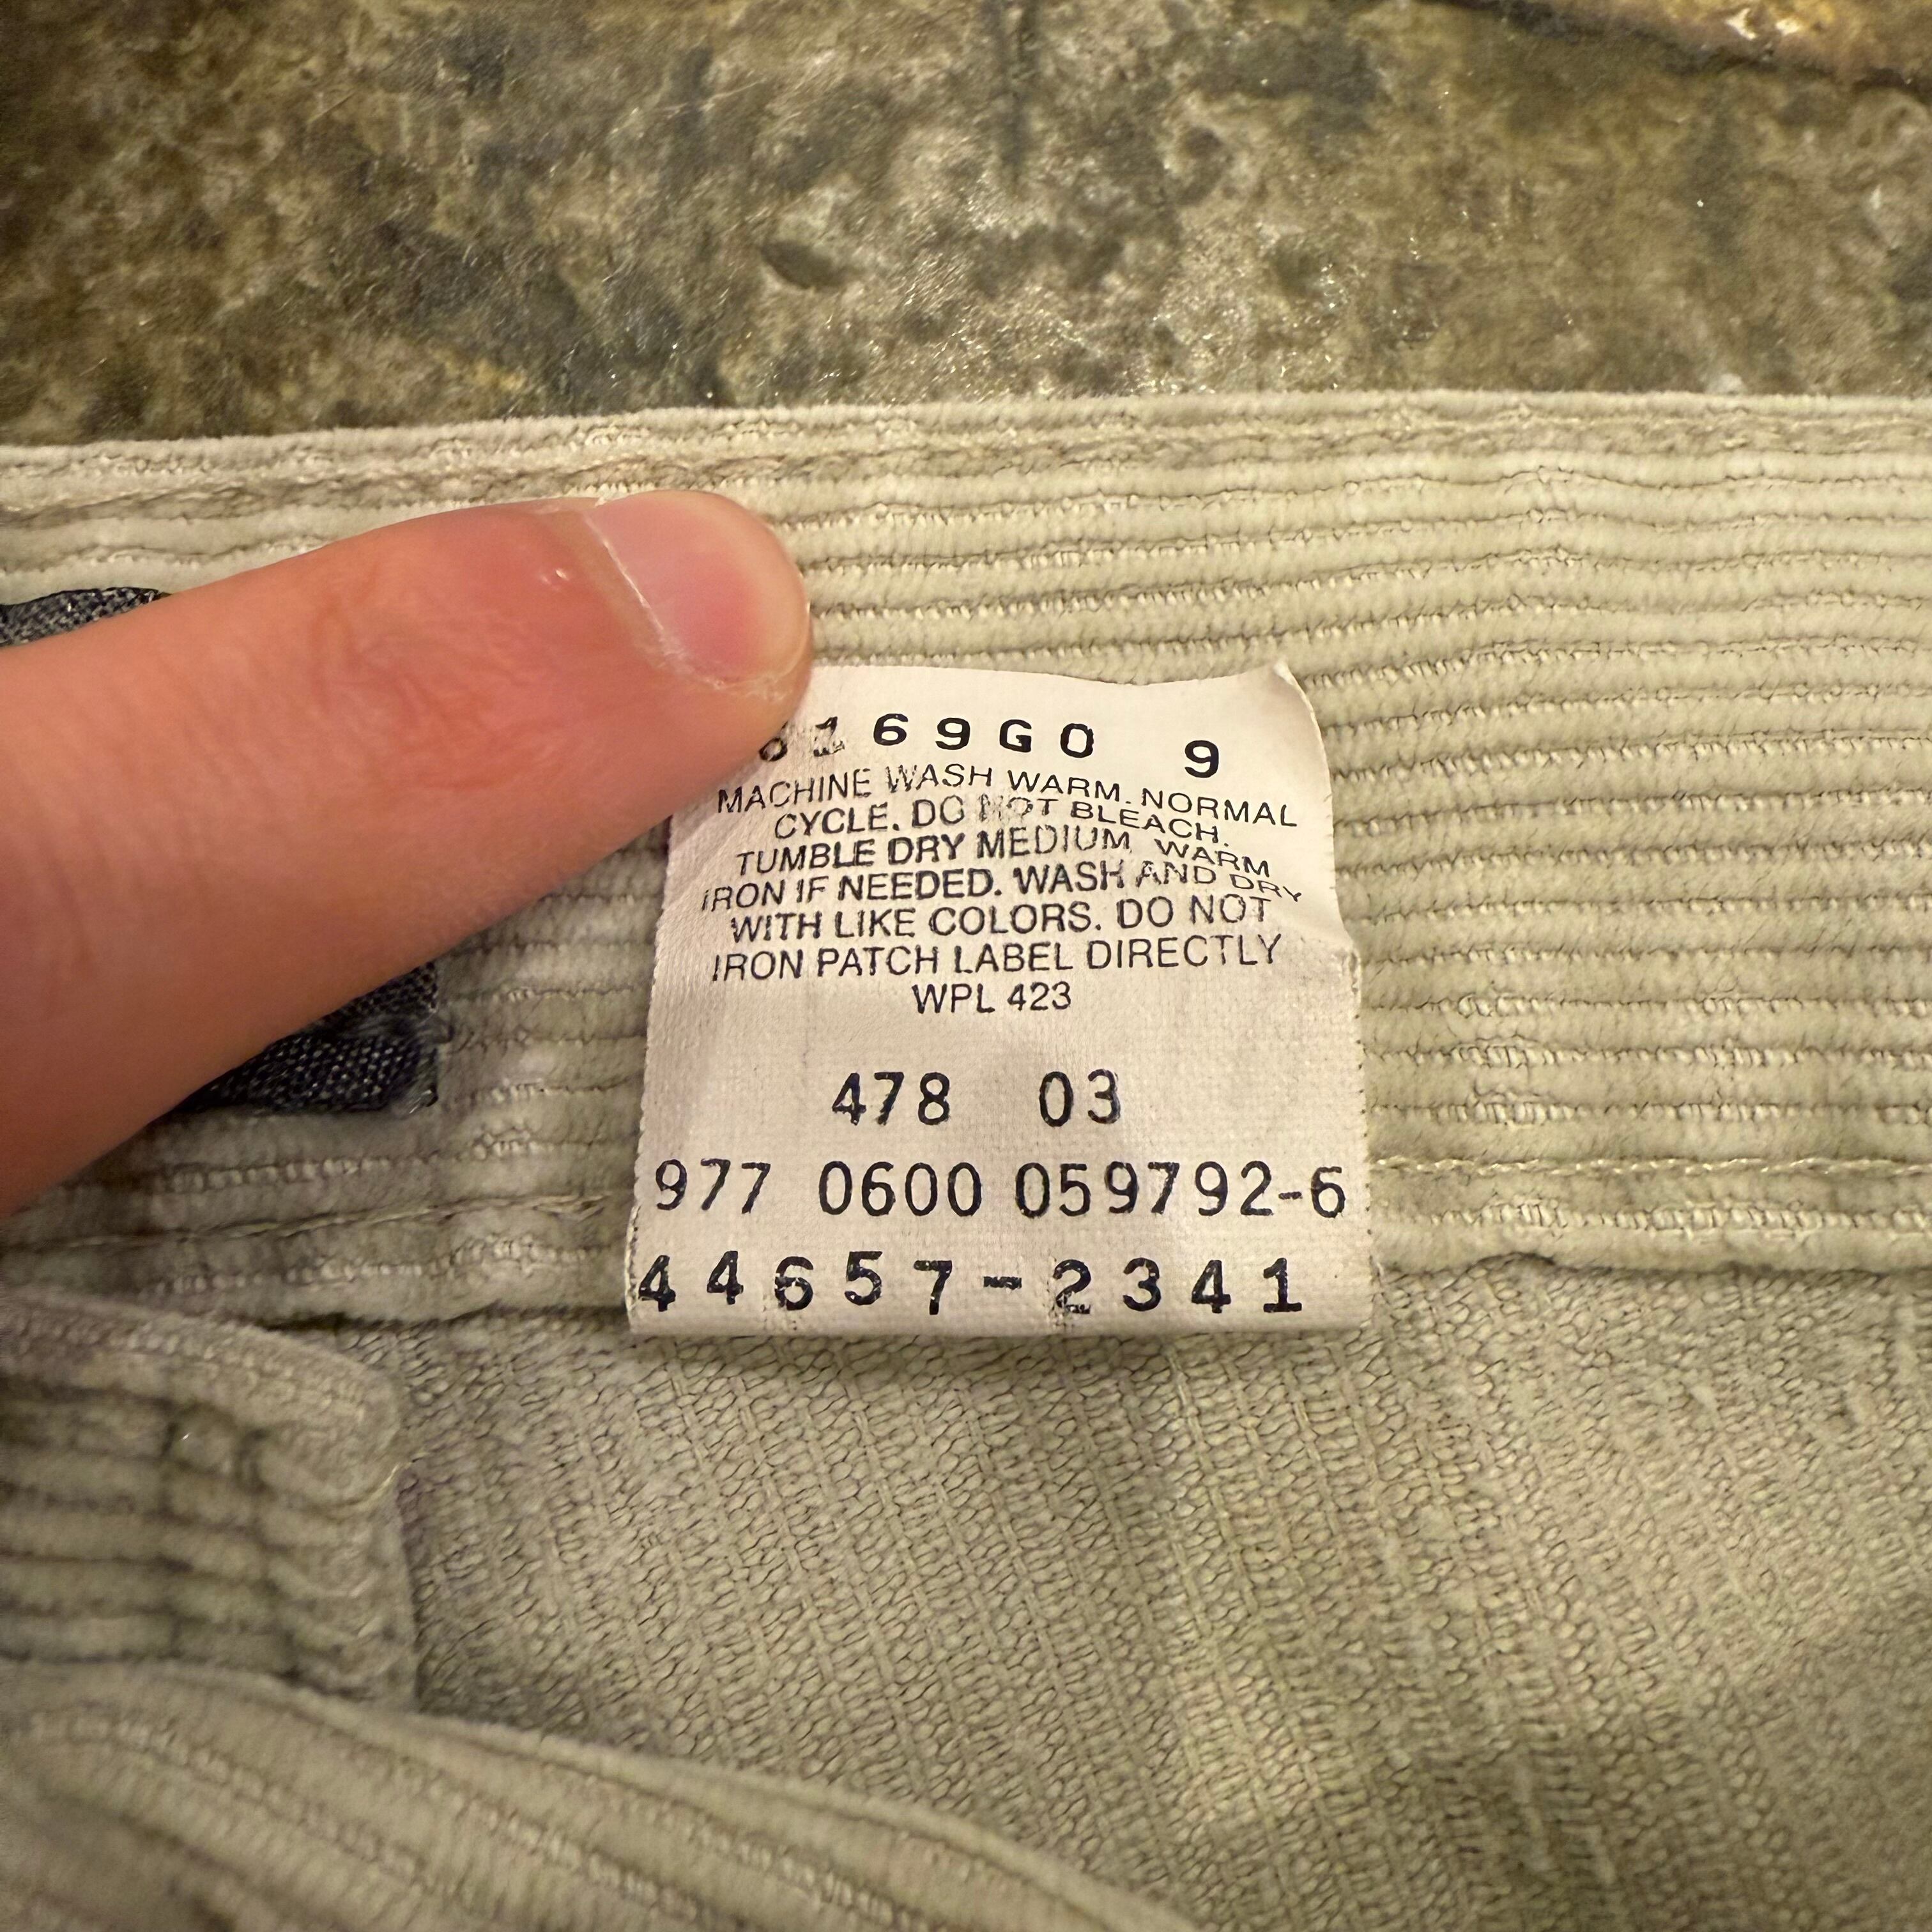 6169G0 9
MACHINE WASH WARM. NORMAL
CYCLE. DO NOT BLEACH.
TUMBLE DRY MEDIUM, WARM
IRON IF NEEDED. WASH AND DRY
WITH LIKE COLORS. DO NOT
IRON PATCH LABEL DIRECTLY
WPL 423
478 03
977 0600 059792-6
44657-2341